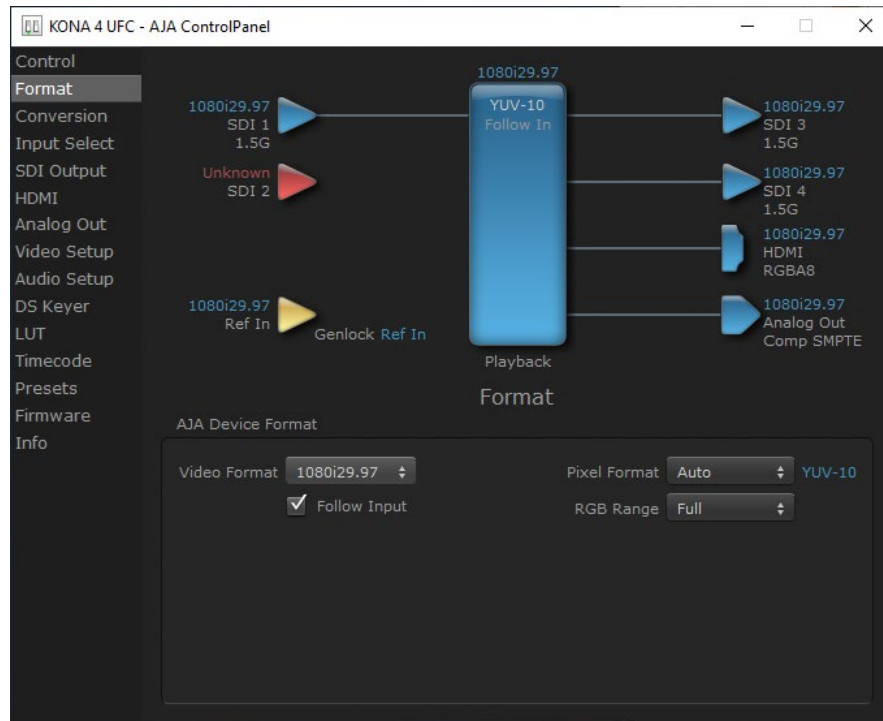 KONA 4 UFC - AJA ControlPanel
Control
Format
Conversion
Input Select
SDI Output
HDMI
Analog Out
Video Setup
Audio Setup
DS Keyer
LUT
Timecode
Presets
Firmware
Info
1080i29.97
SDI 1
1.5G
Unknown
SDI 2
1080i29.97
Ref In
Genlock Ref In
1080i29.97
YUV-10
Follow In
Playback
1080i29.97
SDI 3
1.5G
1080i29.97
SDI 4
1.5G
1080i29.97
HDMI
RGBA8
1080i29.97
Analog Out
Comp SMPTE
Format
AJA Device Format
Video Format 1080i29.97
Follow Input
Pixel Format Auto YUV-10
RGB Range Full